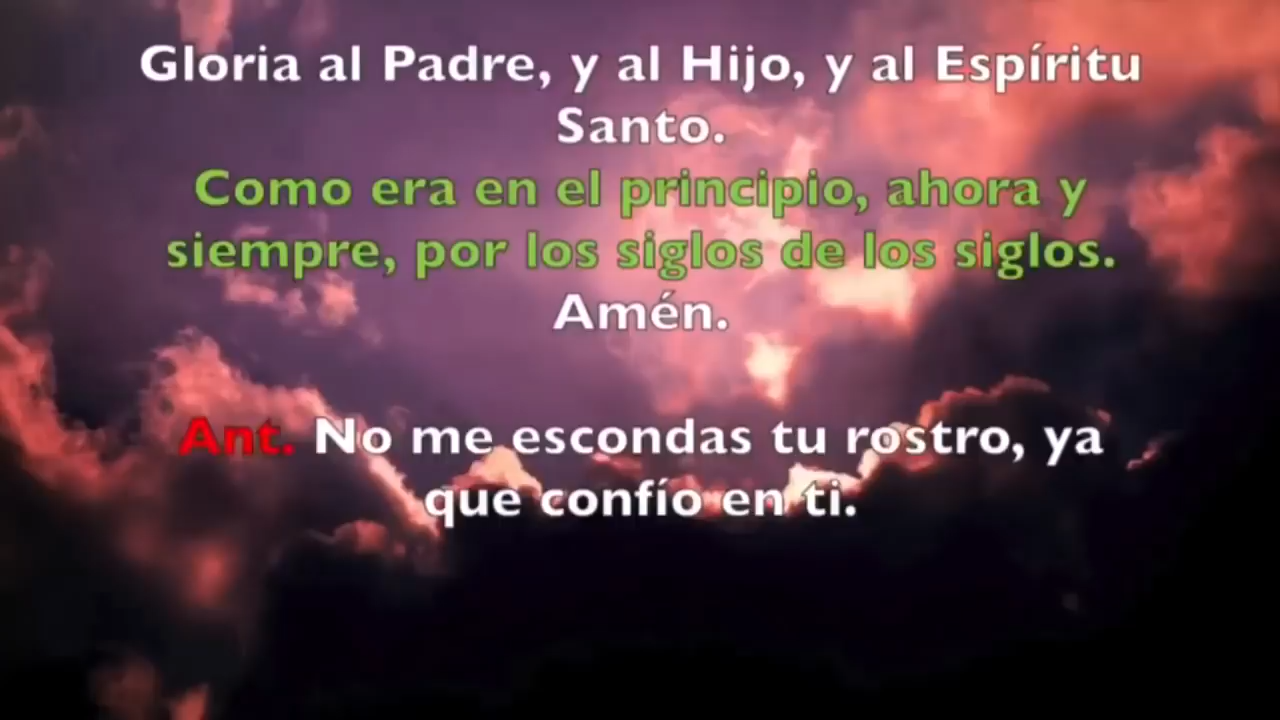 Gloria al Padre, y al Hijo, y al Espíritu
Santo.
Como era en el principio, ahora y
siempre, por los siglos de los siglos.
Amén.
Ant. No me escondas tu rostro, ya
que confío en ti.